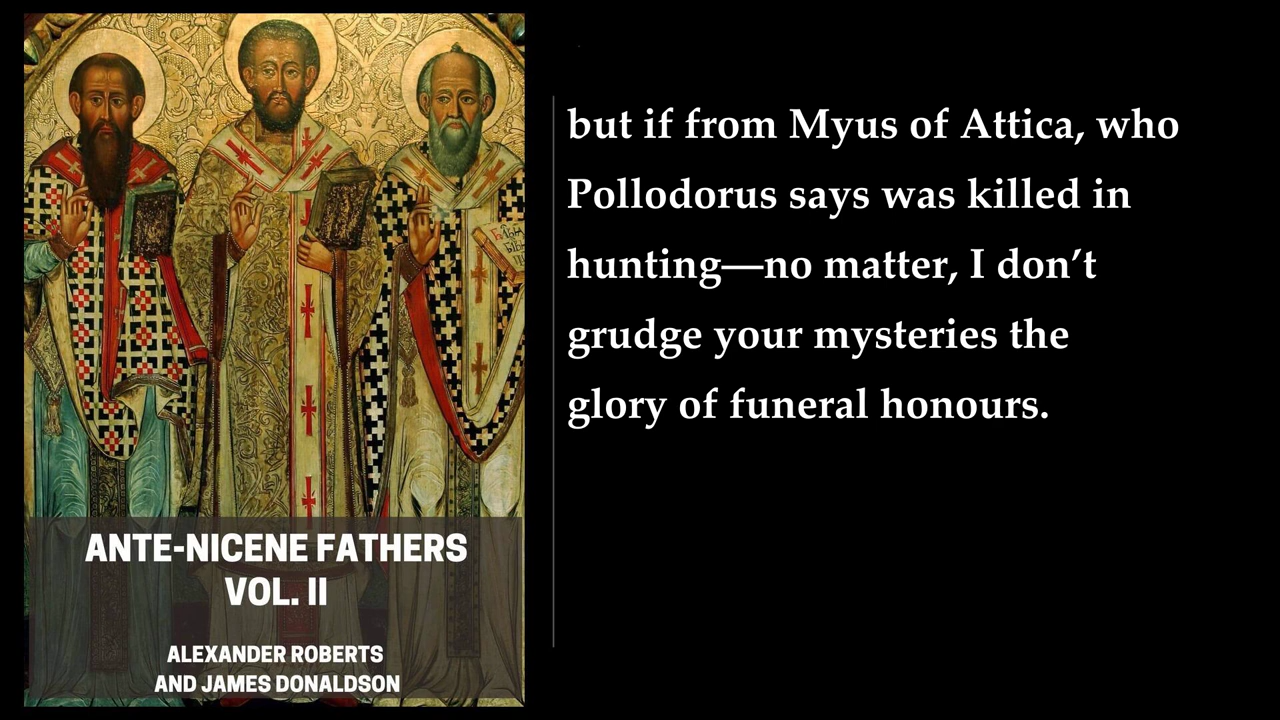 but if from Myus of Attica, who
Pollodorus says was killed in
hunting—no matter, I don’t
grudge your mysteries the
glory of funeral honours.
ANTE-NICENE FATHERS
VOL. II
ALEXANDER ROBERTS
AND JAMES DONALDSON